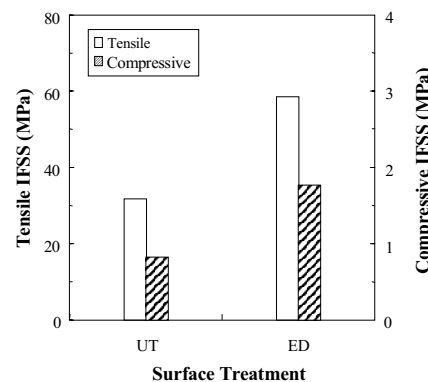 80
60
40
20
0
Tensile IFSS (MPa)
Tensile
Compressive
4
3
2
1
0
Compressive IFSS (MPa)
UT
ED
Surface Treatment